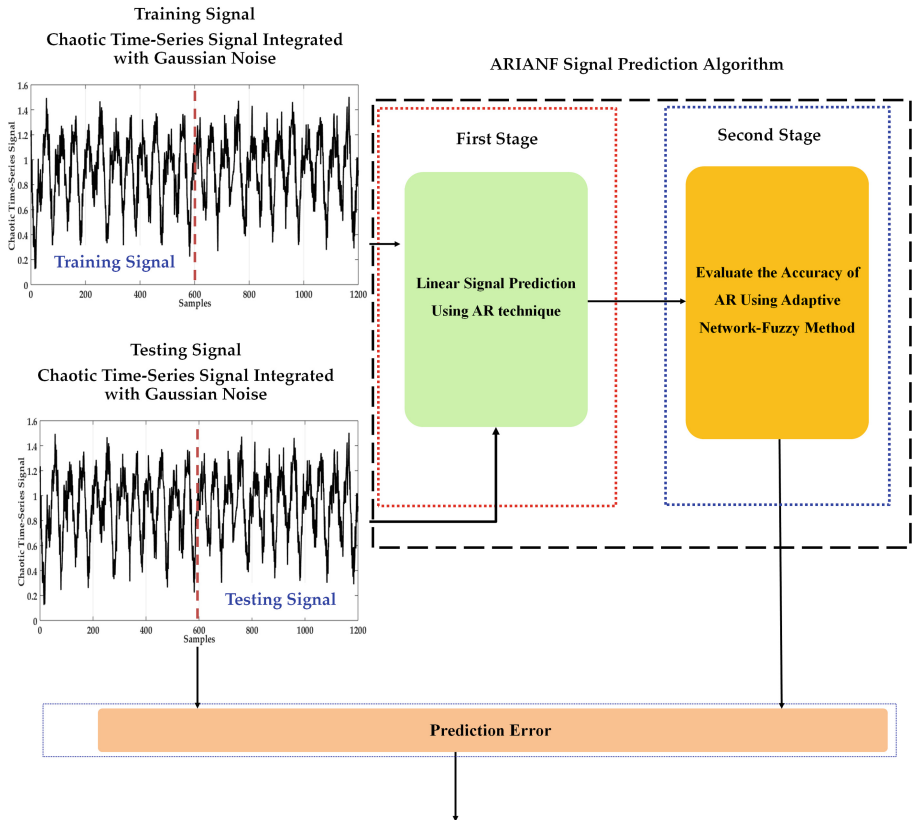 Training Signal
Chaotic Time-Series Signal Integrated
with Gaussian Noise
1.6
1.4
1.2
1
0.8
0.6
0.4
0.2
0
Chaotic Time-Series Signal
Training Signal
0
200
400
600
800
1000
1200
Samples
Testing Signal
Chaotic Time-Series Signal Integrated
with Gaussian Noise
1.6
1.4
1.2
1
0.8
0.6
0.4
0.2
0
Chaotic Time-Series Signal
Testing Signal
0
200
400
600
800
1000
1200
Samples
ARIANF Signal Prediction Algorithm
First Stage
Linear Signal Prediction
Using AR technique
Second Stage
Evaluate the Accuracy of
AR Using Adaptive
Network-Fuzzy Method
Prediction Error